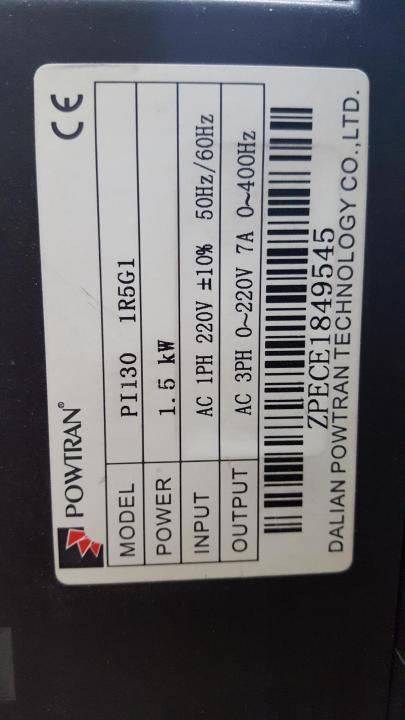 POWTRAN®
CE
MODEL PI130 1R5G1
POWER 1.5 kW
INPUT AC 1PH 220V ±10% 50Hz/60Hz
OUTPUT AC 3PH 0~220V 7A 0~400Hz
ZPECE1849545
DALIAN POWTRAN TECHNOLOGY CO.,LTD.